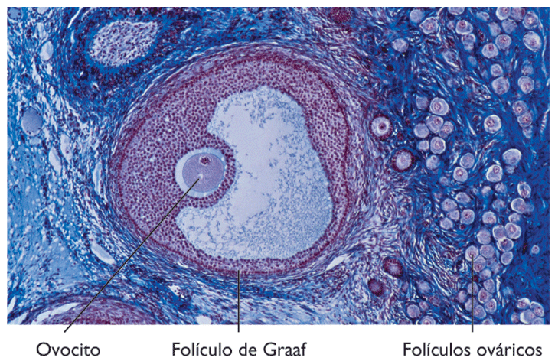 Ovocito
Folículo de Graaf
Folículos ováricos